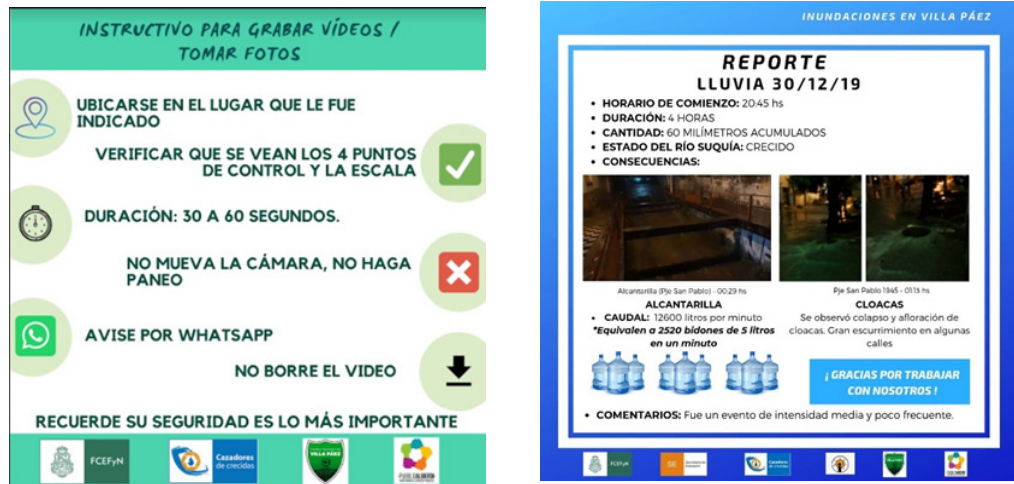 INSTRUCTIVO PARA GRABAR VÍDEOS /
TOMAR FOTOS
UBICARSE EN EL LUGAR QUE LE FUE
INDICADO
VERIFICAR QUE SE VEAN LOS 4 PUNTOS
DE CONTROL Y LA ESCALA
DURACIÓN: 30 A 60 SEGUNDOS.
NO MUEVA LA CÁMARA, NO HAGA
PANEO
AVISE POR WHATSAPP
NO BORRE EL VIDEO
RECUERDE SU SEGURIDAD ES LO MÁS IMPORTANTE
FCEFyN
Cazadores
de crecidas
VILLA PÁEZ
INUNDACIONES EN VILLA PÁEZ
REPORTE
LLUVIA 30/12/19
• HORARIO DE COMIENZO: 20:45 hs
• DURACIÓN: 4 HORAS
• CANTIDAD: 60 MILÍMETROS ACUMULADOS
• ESTADO DEL RÍO SUQUÍA: CRECIDO
• CONSECUENCIAS:
Alcantarilla (Pje San Pablo) - 00:29 hs
ALCANTARILLA
• CAUDAL: 12600 litros por minuto
*Equivalen a 2520 bidones de 5 litros
en un minuto
Pje San Pablo 1945 - 01:13 hs
CLOACAS
Se observó colapso y afloración de
cloacas. Gran escurrimiento en algunas
calles
¡ GRACIAS POR TRABAJAR
CON NOSOTROS !
• COMENTARIOS: Fue un evento de intensidad media y poco frecuente.
FCEFyN
SE
Cazadores
de crecidas